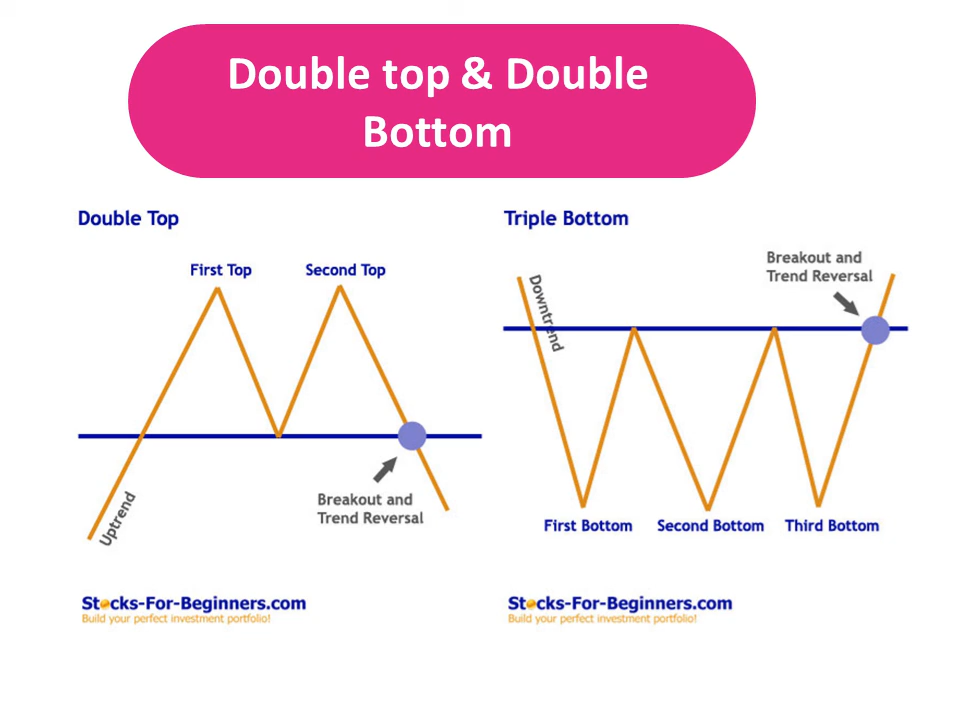 Double top & Double
Bottom
Double Top
First Top
Second Top
Uptrend
Breakout and
Trend Reversal
Stocks-For-Beginners.com
Build your perfect investment portfolio!
Triple Bottom
Breakout and
Trend Reversal
Downtrend
First Bottom
Second Bottom
Third Bottom
Stocks-For-Beginners.com
Build your perfect investment portfolio!